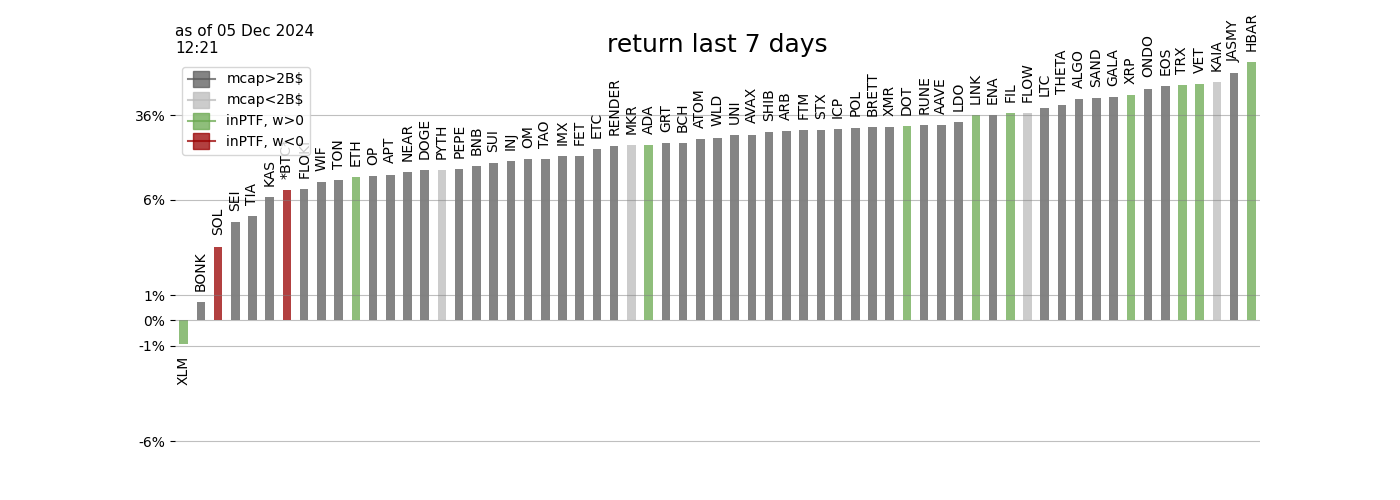 as of 05 Dec 2024
12:21
return last 7 days
mcap>2B$
mcap<2B$
inPTF, w>0
inPTF, w<0
36%
6%
1%
0%
-1%
-6%
XLM
BONK
SOL
SEI
TIA
KAS
WIF
TON
ETH
OP
APT
NEAR
DOGE
PYTH
PEPE
BNB
SUI
INJ
OM
TAO
IMX
FET
ETC
RENDER
MKR
ADA
GRT
BCH
ATOM
WLD
UNI
AVAX
SHIB
ARB
FTM
STX
ICP
POL
BRETT
XMR
DOT
RUNE
AAVE
LDO
LINK
ENA
FIL
FLOW
LTC
THETA
ALGO
SAND
GALA
XRP
ONDO
EOS
TRX
VET
KAIA
JASMY
HBAR